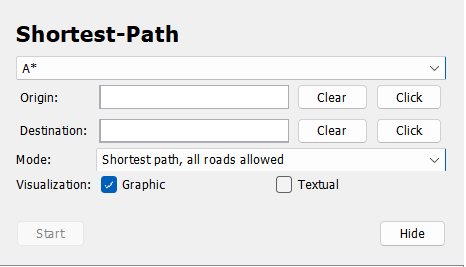 Shortest-Path
A*
Origin: Clear Click
Destination: Clear Click
Mode: Shortest path, all roads allowed
Visualization: Graphic Textual
Start Hide